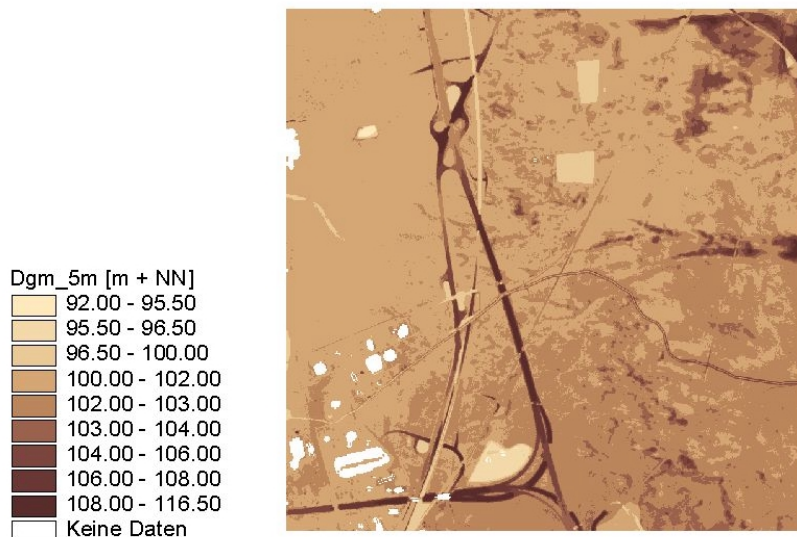 Dgm_5m [m + NN]
92.00 - 95.50
95.50 - 96.50
96.50 - 100.00
100.00 - 102.00
102.00 - 103.00
103.00 - 104.00
104.00 - 106.00
106.00 - 108.00
108.00 - 116.50
Keine Daten